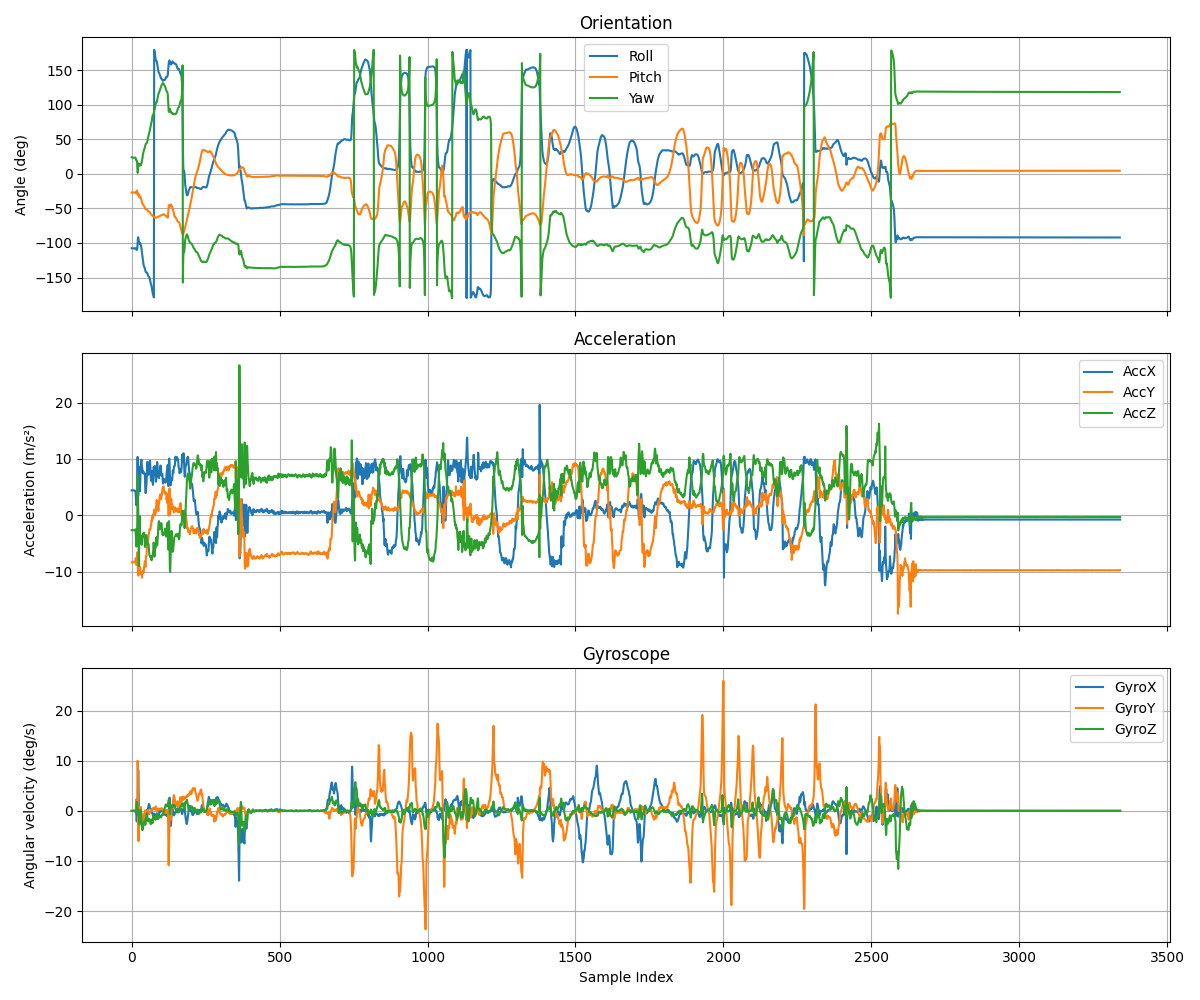 Orientation
Angle (deg)
150
100
50
0
−50
−100
−150
Roll
Pitch
Yaw
Acceleration
Acceleration (m/s²)
20
10
0
−10
AccX
AccY
AccZ
Gyroscope
Angular velocity (deg/s)
20
10
0
−10
−20
GyroX
GyroY
GyroZ
0 500 1000 1500 2000 2500 3000 3500
Sample Index